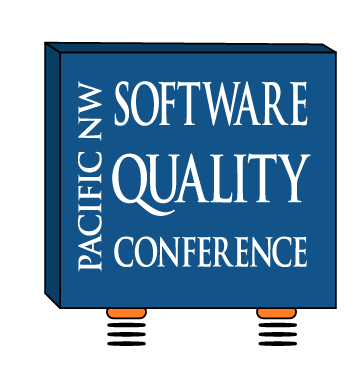 PACIFIC NW
SOFTWARE
QUALITY
CONFERENCE